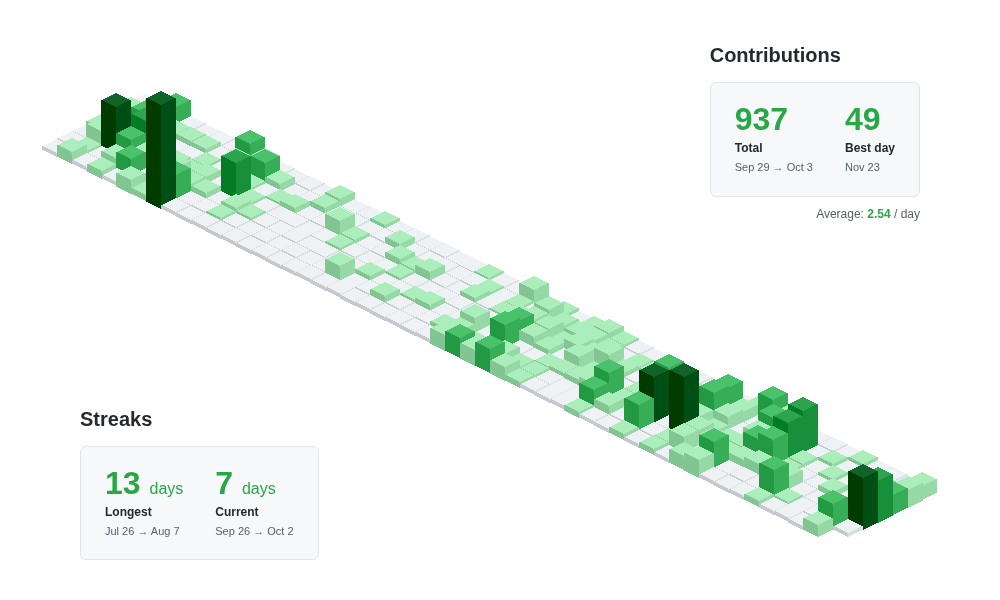 Contributions
937 49
Total Best day
Sep 29 → Oct 3 Nov 23
Average: 2.54 / day
Streaks
13 days 7 days
Longest Current
Jul 26 → Aug 7 Sep 26 → Oct 2